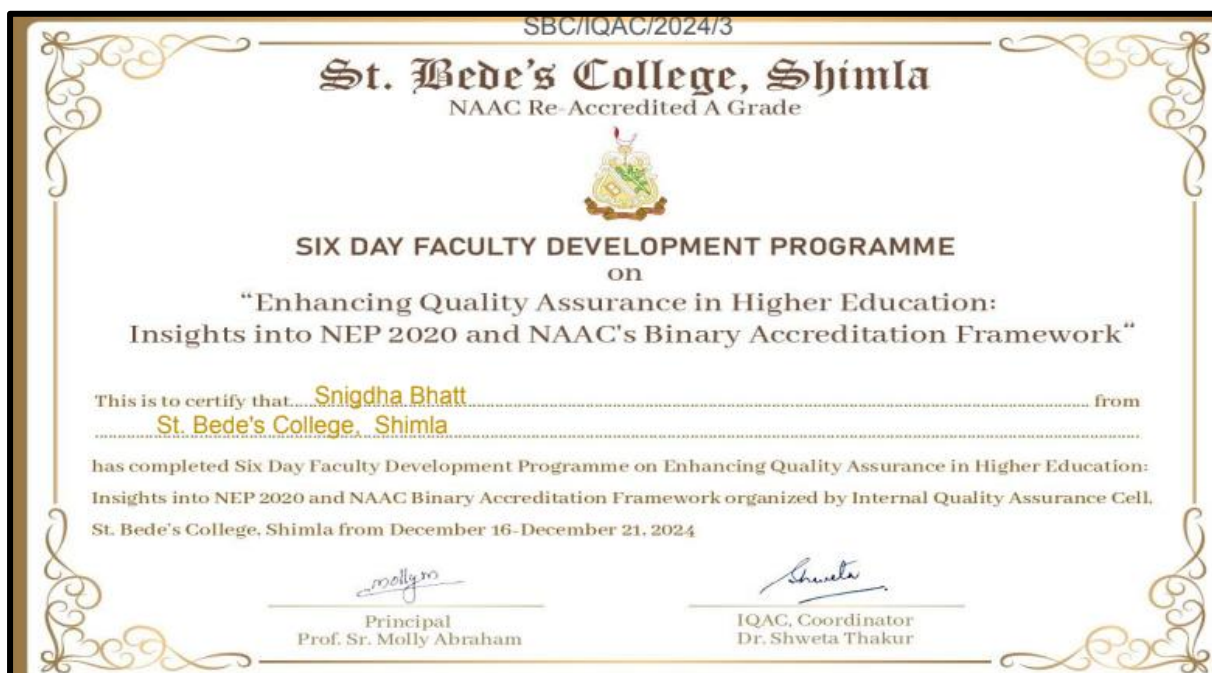 SBC/IQAC/2024/3
St. Bede's College, Shimla
NAAC Re-Accredited A Grade
SIX DAY FACULTY DEVELOPMENT PROGRAMME
on
“Enhancing Quality Assurance in Higher Education:
Insights into NEP 2020 and NAAC's Binary Accreditation Framework“
This is to certify that Snigdha Bhatt from
St. Bede's College, Shimla
has completed Six Day Faculty Development Programme on Enhancing Quality Assurance in Higher Education:
Insights into NEP 2020 and NAAC Binary Accreditation Framework organized by Internal Quality Assurance Cell,
St. Bede's College, Shimla from December 16-December 21, 2024
mollym Shweta
Principal IQAC, Coordinator
Prof. Sr. Molly Abraham Dr. Shweta Thakur